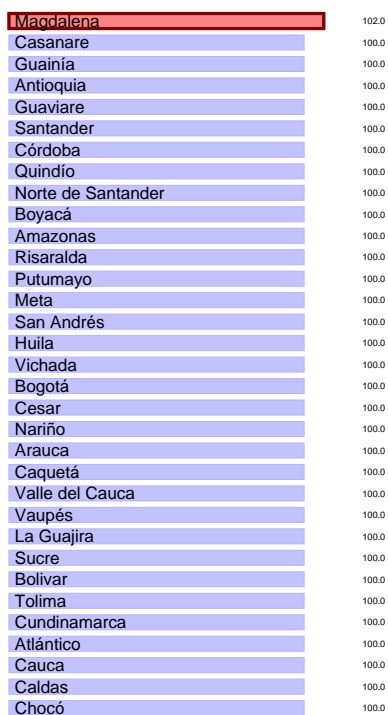 Magdalena 102.0
Casanare 100.0
Guainía 100.0
Antioquia 100.0
Guaviare 100.0
Santander 100.0
Córdoba 100.0
Quindío 100.0
Norte de Santander 100.0
Boyacá 100.0
Amazonas 100.0
Risaralda 100.0
Putumayo 100.0
Meta 100.0
San Andrés 100.0
Huila 100.0
Vichada 100.0
Bogotá 100.0
Cesar 100.0
Nariño 100.0
Arauca 100.0
Caquetá 100.0
Valle del Cauca 100.0
Vaupés 100.0
La Guajira 100.0
Sucre 100.0
Bolivar 100.0
Tolima 100.0
Cundinamarca 100.0
Atlántico 100.0
Cauca 100.0
Caldas 100.0
Chocó 100.0